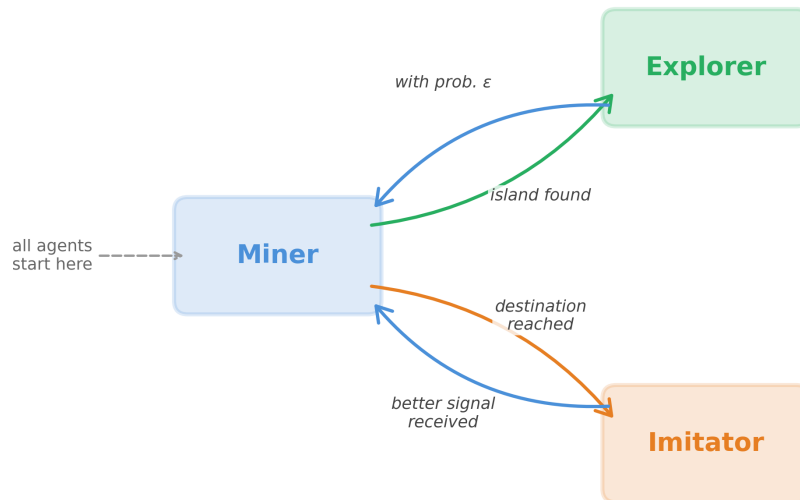 Explorer
with prob. ε
island found
all agents
start here
Miner
destination
reached
better signal
received
Imitator